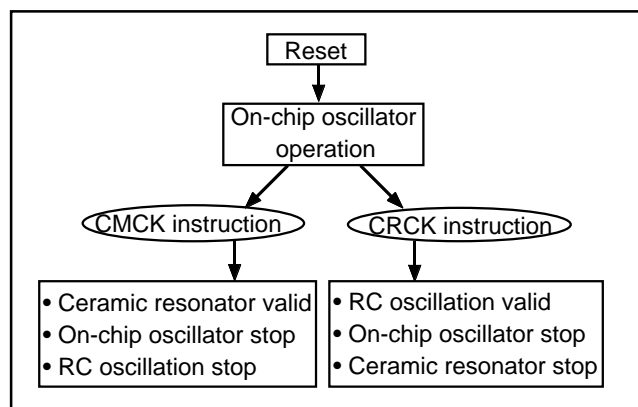 Reset
On-chip oscillator
operation
CMCK instruction
CRCK instruction
• Ceramic resonator valid
• On-chip oscillator stop
• RC oscillation stop
• RC oscillation valid
• On-chip oscillator stop
• Ceramic resonator stop